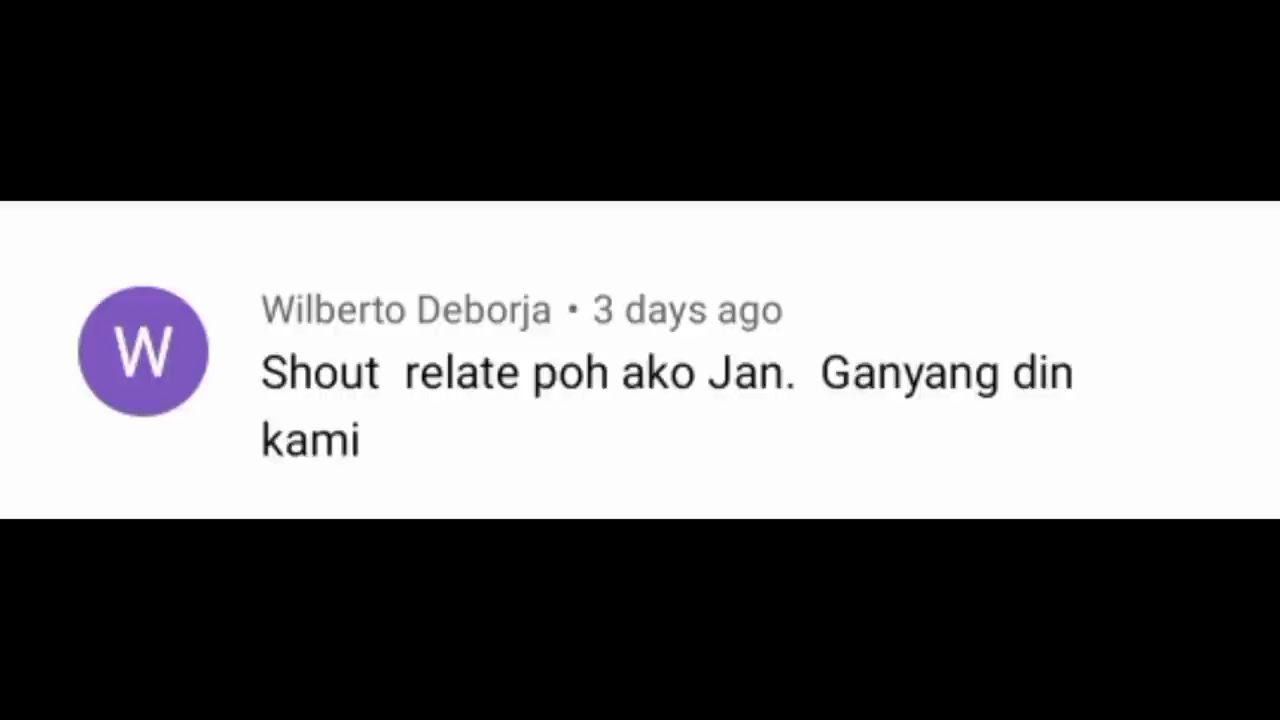 W
Wilberto Deborja • 3 days ago
Shout  relate poh ako Jan.  Ganyang din
kami